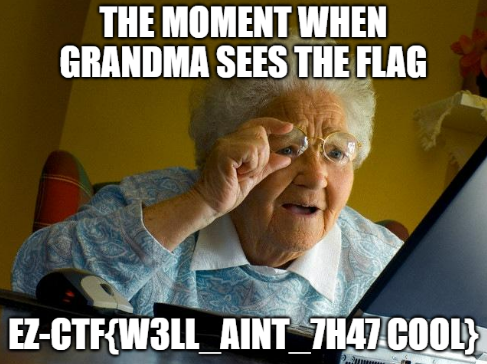 THE MOMENT WHEN
GRANDMA SEES THE FLAG
EZ-CTF{W3LL_AINT_7H47 COOL}